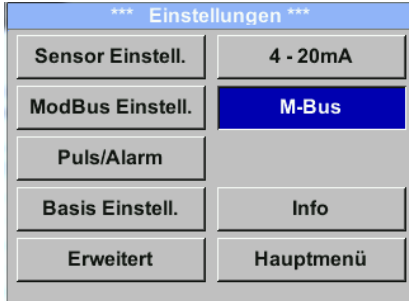 *** Einstellungen ***
Sensor Einstell.
4 - 20mA
ModBus Einstell.
M-Bus
Puls/Alarm
Basis Einstell.
Info
Erweitert
Hauptmenü